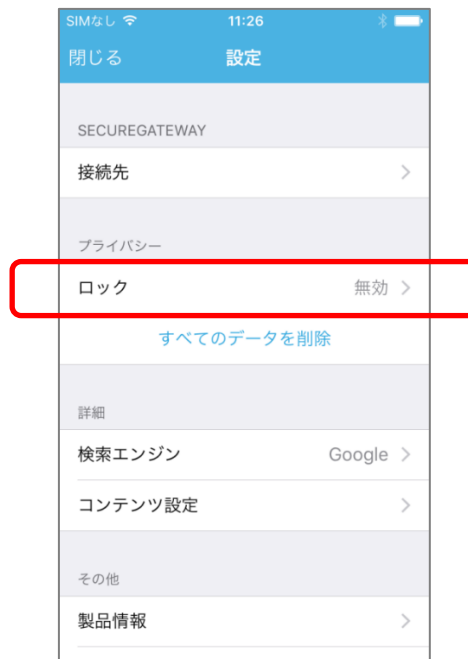 SIMなし 11:26
閉じる 設定
SECUREGATEWAY
接続先
プライバシー
ロック 無効
すべてのデータを削除
詳細
検索エンジン Google
コンテンツ設定
その他
製品情報